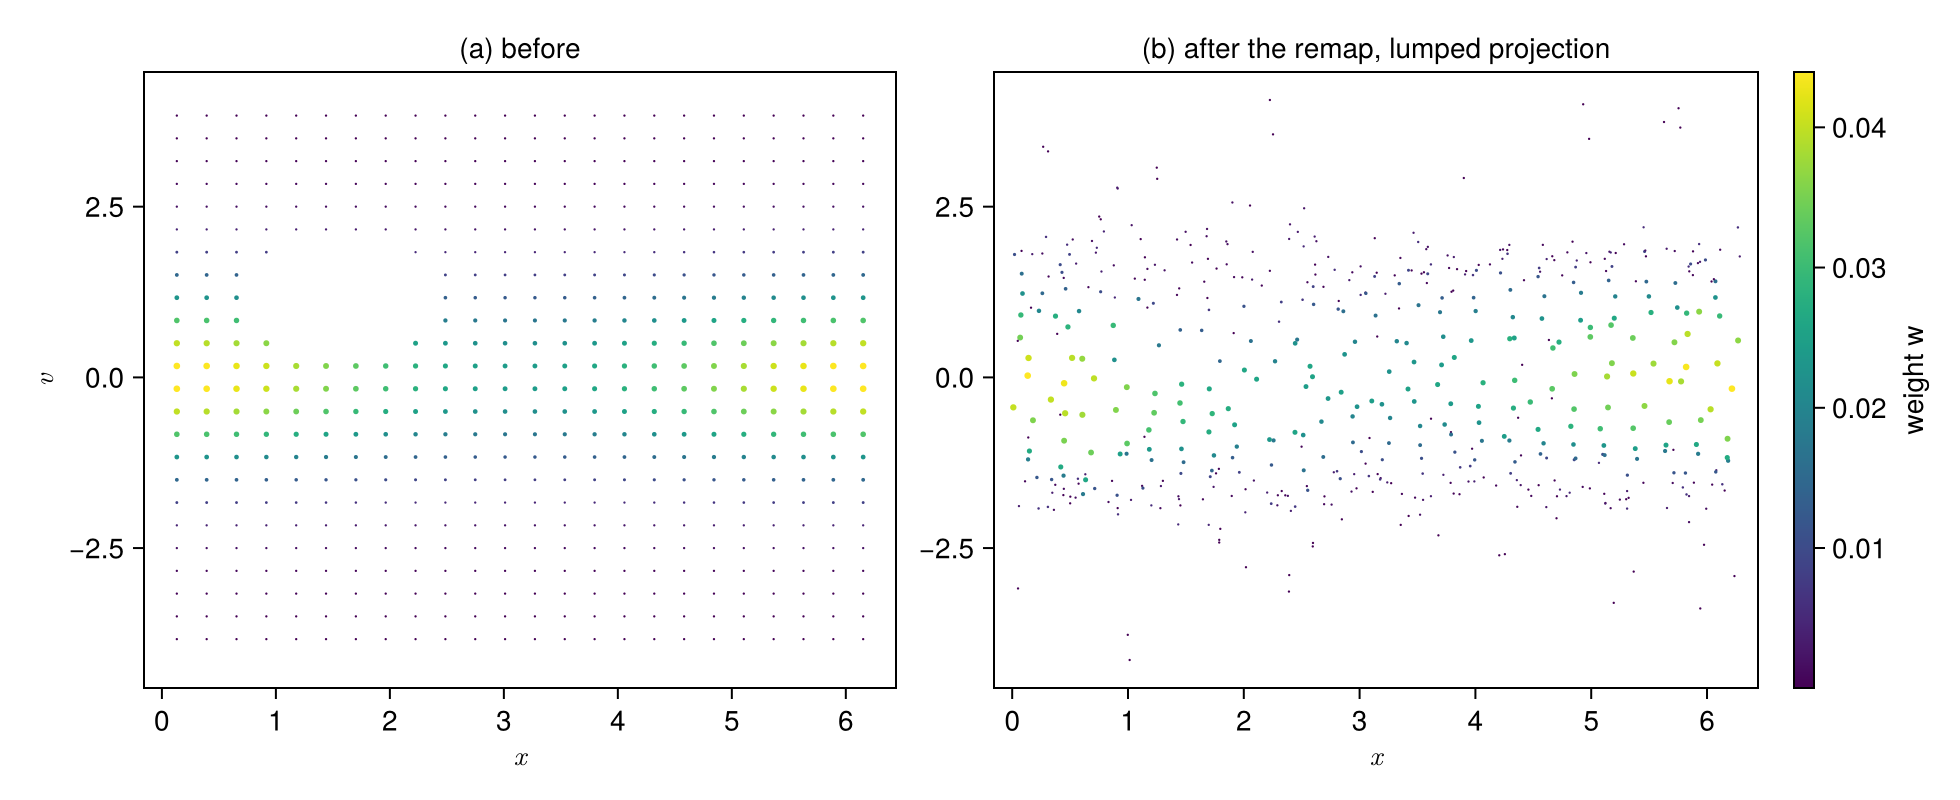 (a) before
(b) after the remap, lumped projection
2.5
0.0
−2.5
v
0 1 2 3 4 5 6
x
2.5
0.0
−2.5
0 1 2 3 4 5 6
x
0.04
0.03
0.02
0.01
weight w